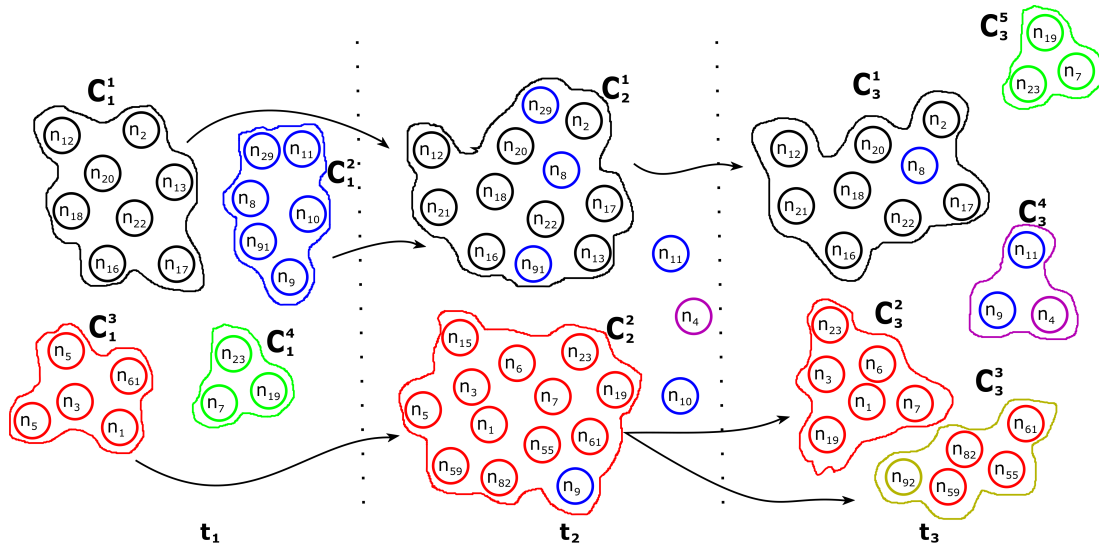 C₁¹
n₁₂
n₂
n₂₀
n₁₃
n₁₈
n₂₂
n₁₆
n₁₇
C₁²
n₂₉
n₁₁
n₈
n₁₀
n₉₁
n₉
C₁³
n₅
n₆₁
n₃
n₅
n₁
C₁⁴
n₂₃
n₇
n₁₉
t₁
C₂¹
n₂₉
n₂
n₁₂
n₂₀
n₈
n₁₈
n₂₁
n₁₇
n₂₂
n₁₆
n₉₁
n₁₃
n₁₁
n₄
n₁₀
C₂²
n₁₅
n₆
n₂₃
n₃
n₇
n₁₉
n₅
n₁
n₅₅
n₆₁
n₅₉
n₈₂
n₉
t₂
C₃⁵
n₁₉
n₂₃
n₇
C₃¹
n₂
n₁₂
n₂₀
n₈
n₁₈
n₂₁
n₁₇
n₂₂
n₁₆
C₃⁴
n₁₁
n₉
n₄
C₃²
n₂₃
n₃
n₆
n₁
n₇
n₁₉
C₃³
n₆₁
n₈₂
n₅₅
n₉₂
n₅₉
t₃